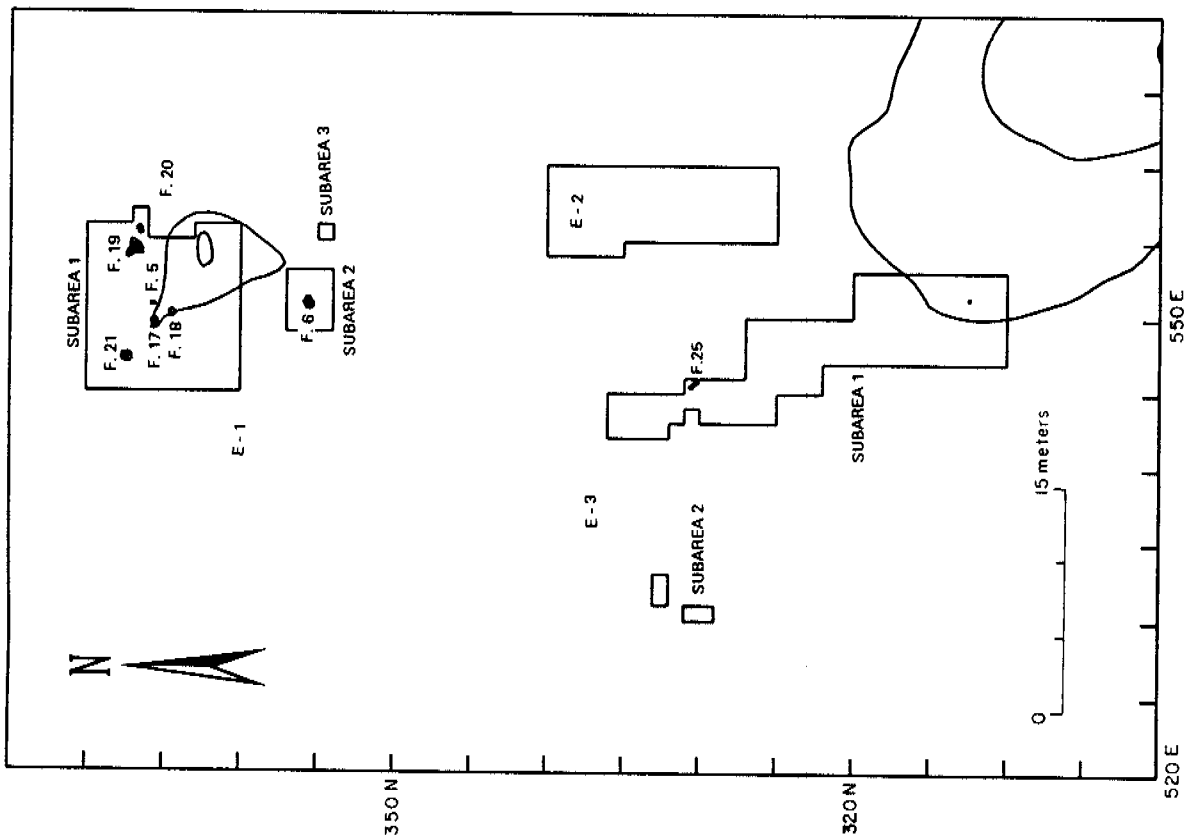 SUBAREA 1
F. 21
F. 17
F. 5
F. 18
F. 19
F. 20
SUBAREA 3
F. 6
SUBAREA 2
E-1
E-2
E-3
F. 25
SUBAREA 1
SUBAREA 2
N
0
15 meters
350 N
320 N
520 E
550 E